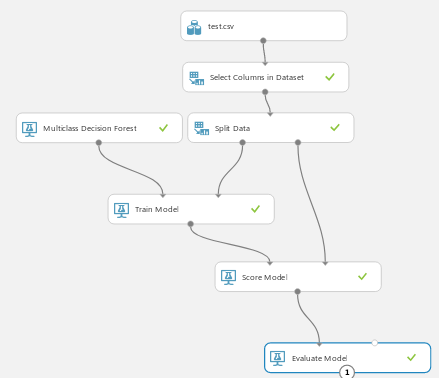 test.csv
Select Columns in Dataset
Multiclass Decision Forest
Split Data
Train Model
Score Model
Evaluate Model
1